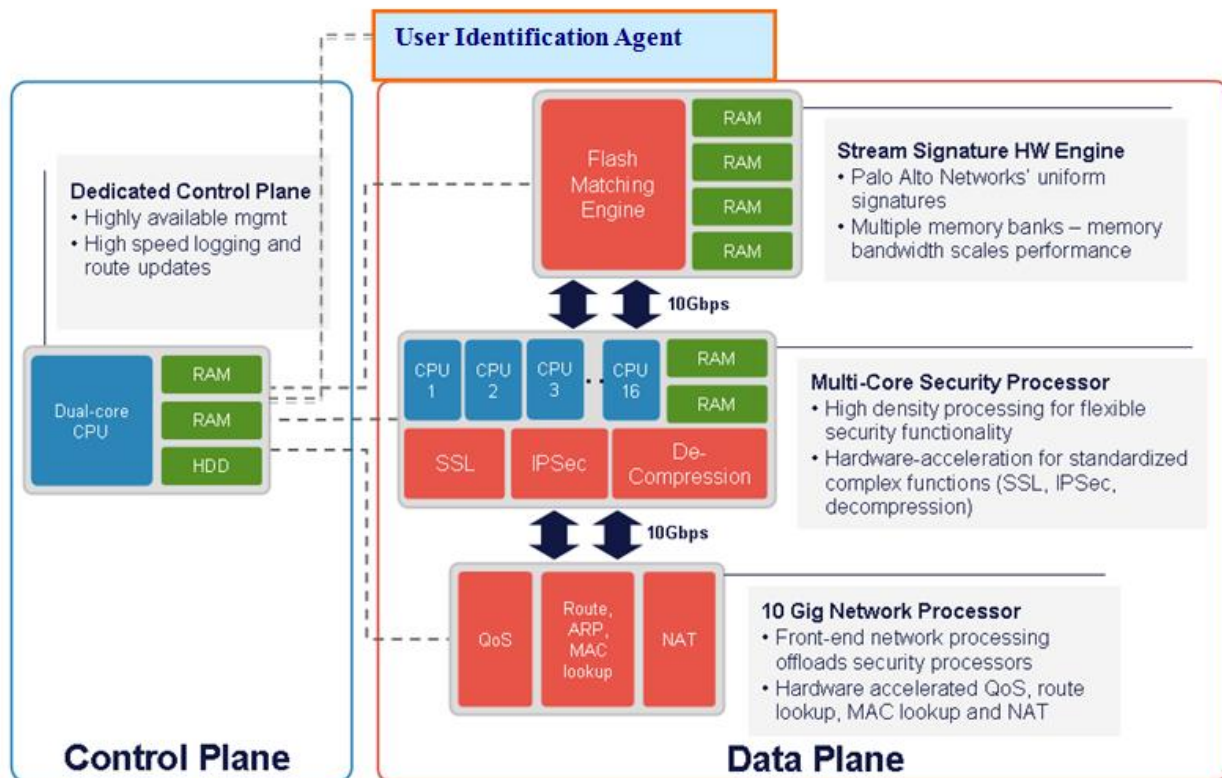 User Identification Agent
Dedicated Control Plane
• Highly available mgmt
• High speed logging and
route updates
Dual-core
CPU
RAM
RAM
HDD
Control Plane
Flash
Matching
Engine
RAM
RAM
RAM
RAM
Stream Signature HW Engine
• Palo Alto Networks' uniform
signatures
• Multiple memory banks – memory
bandwidth scales performance
10Gbps
CPU
1
CPU
2
CPU
3
. .
CPU
16
RAM
RAM
SSL
IPSec
De-
Compression
Multi-Core Security Processor
• High density processing for flexible
security functionality
• Hardware-acceleration for standardized
complex functions (SSL, IPSec,
decompression)
10Gbps
QoS
Route,
ARP,
MAC
lookup
NAT
10 Gig Network Processor
• Front-end network processing
offloads security processors
• Hardware accelerated QoS, route
lookup, MAC lookup and NAT
Data Plane